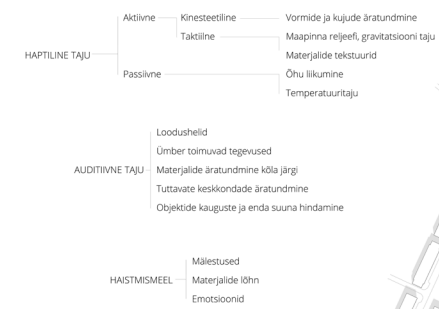 Aktiivne
Kinesteetiline
Vormide ja kujude äratundmine
Taktiilne
Maapinna reljeefi, gravitatsiooni taju
HAPTILINE TAJU
Materjalide tekstuurid
Passiivne
Õhu liikumine
Temperatuuritaju
Loodushelid
Ümber toimuvad tegevused
AUDITIIVNE TAJU
Materjalide äratundmine kõla järgi
Tuttavate keskkondade äratundmine
Objektide kauguste ja enda suuna hindamine
Mälestused
HAISTMISMEEL
Materjalide lõhn
Emotsioonid